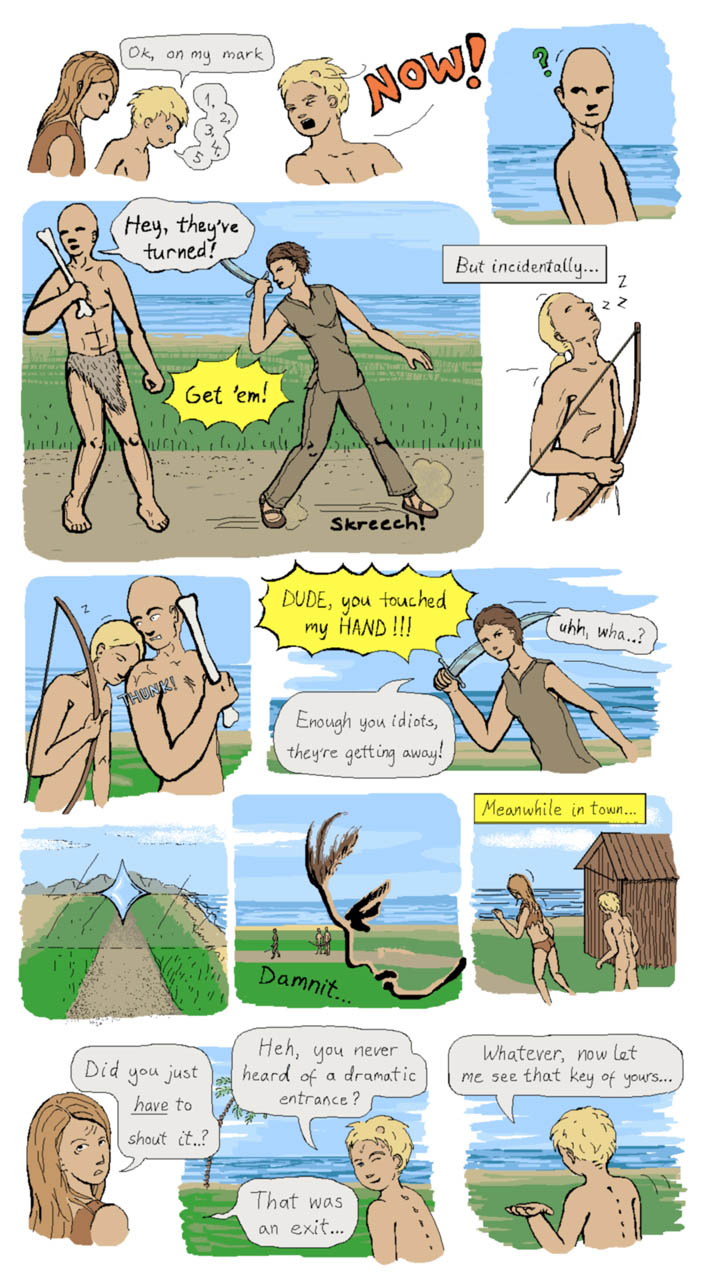 Ok, on my mark
1,
2,
3,
4,
5
NOW!
?
Hey, they've
turned!
Get 'em!
Skreech!
But incidentally...
z
z z
z
THUNK!
DUDE, you touched
my HAND!!!
uhh, wha..?
Enough you idiots,
they're getting away!
Damnit...
Meanwhile in town...
Did you just
have to
shout it..?
Heh, you never
heard of a dramatic
entrance?
That was
an exit...
Whatever, now let
me see that key of yours...